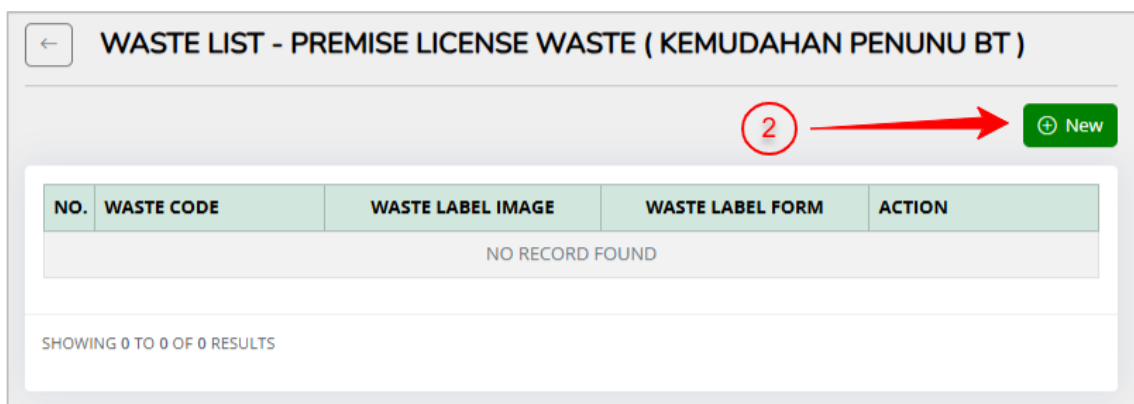 WASTE LIST - PREMISE LICENSE WASTE ( KEMUDAHAN PENUNU BT )
2
New
NO. WASTE CODE WASTE LABEL IMAGE WASTE LABEL FORM ACTION
NO RECORD FOUND
SHOWING 0 TO 0 OF 0 RESULTS